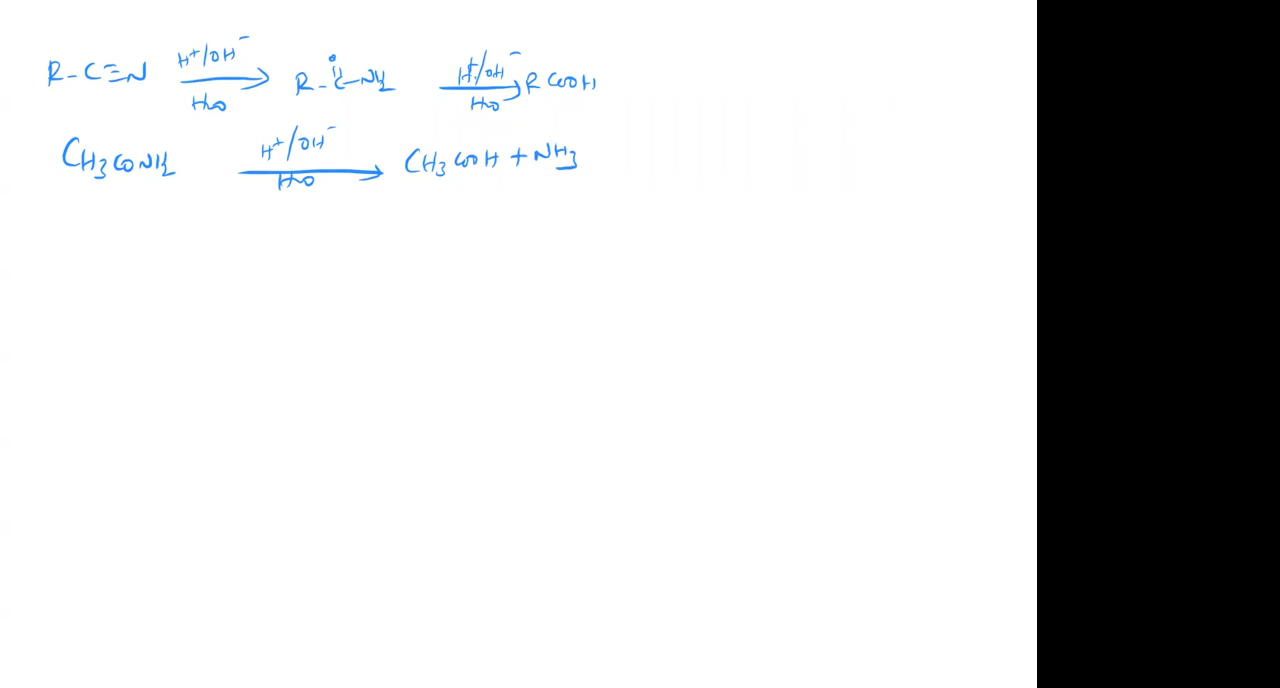 R-C≡N H⁺/OH⁻ H₂O → R-C(=O)-NH₂ H⁺/OH⁻ H₂O → RCOOH
CH₃CONH₂ H⁺/OH⁻ H₂O → CH₃COOH + NH₃